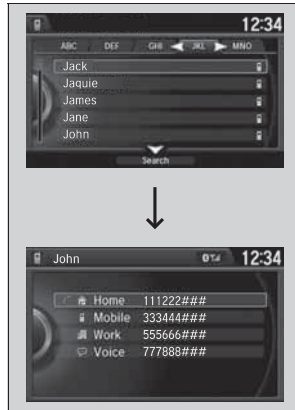 12:34
ABC DEF GHI JKL MNO
Jack
Jaquie
James
Jane
John
Search
John 12:34
Home 111222###
Mobile 333444###
Work 555666###
Voice 777888###